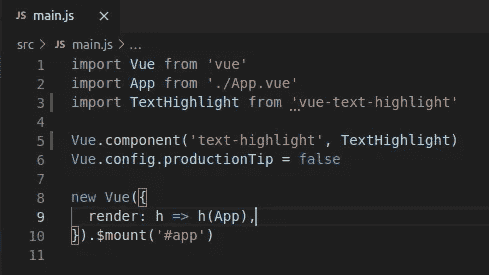 JS main.js ×
src > JS main.js > ...
1 import Vue from 'vue'
2 import App from './App.vue'
3 import TextHighlight from 'vue-text-highlight'
4
5 Vue.component('text-highlight', TextHighlight)
6 Vue.config.productionTip = false
7
8 new Vue({
9   render: h => h(App),
10 }).$mount('#app')
11